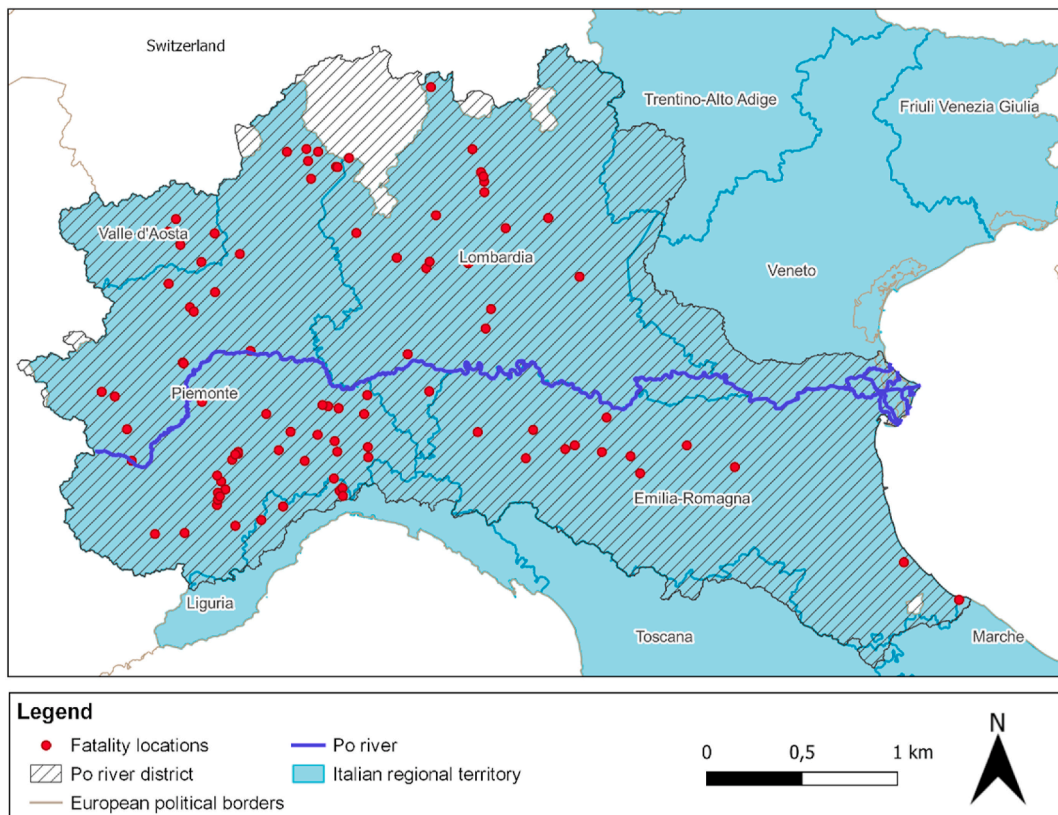 Switzerland
Trentino-Alto Adige
Friuli Venezia Giulia
Valle d'Aosta
Lombardia
Veneto
Piemonte
Emilia-Romagna
Liguria
Toscana
Marche
Legend
Fatality locations
Po river
Po river district
Italian regional territory
European political borders
0 0,5 1 km
N